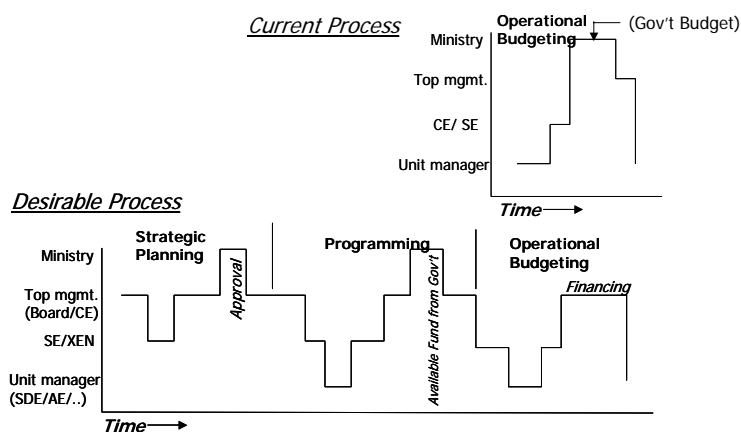 Current Process
Operational
Budgeting
(Gov't Budget)
Ministry
Top mgmt.
CE/ SE
Unit manager
Time
Desirable Process
Strategic
Planning
Programming
Operational
Budgeting
Ministry
Top mgmt.
(Board/CE)
SE/XEN
Unit manager
(SDE/AE/..)
Approval
Available Fund from Gov't
Financing
Time